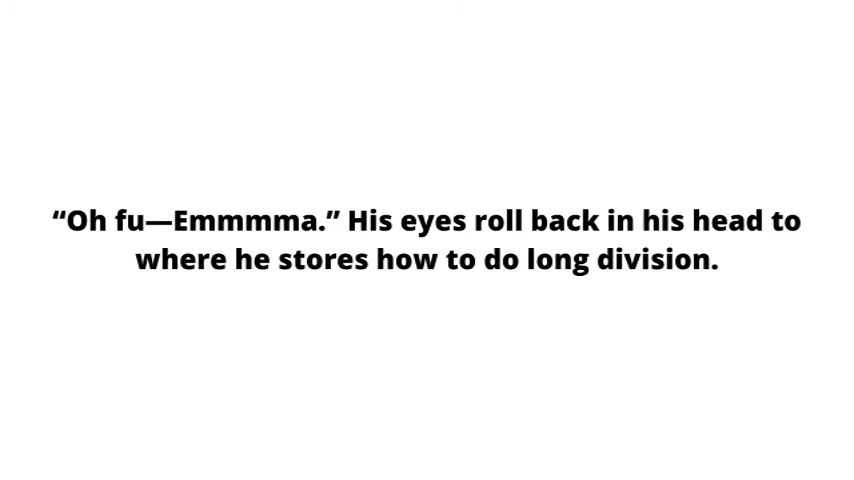 “Oh fu—Emmmma.” His eyes roll back in his head to
where he stores how to do long division.